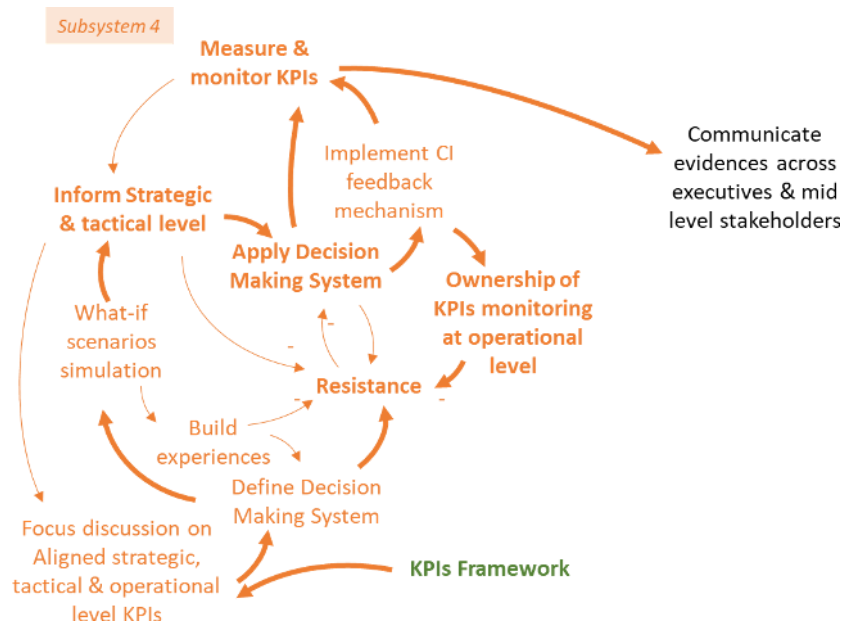 Subsystem 4
Measure &
monitor KPIs
Communicate
evidences across
executives & mid
level stakeholders
Implement CI
feedback
mechanism
Inform Strategic
& tactical level
Apply Decision
Making System
Ownership of
KPIs monitoring
at operational
level
What-if
scenarios
simulation
-
-
Resistance
-
-
Build
experiences
Define Decision
Making System
Focus discussion on
Aligned strategic,
tactical & operational
level KPIs
KPIs Framework